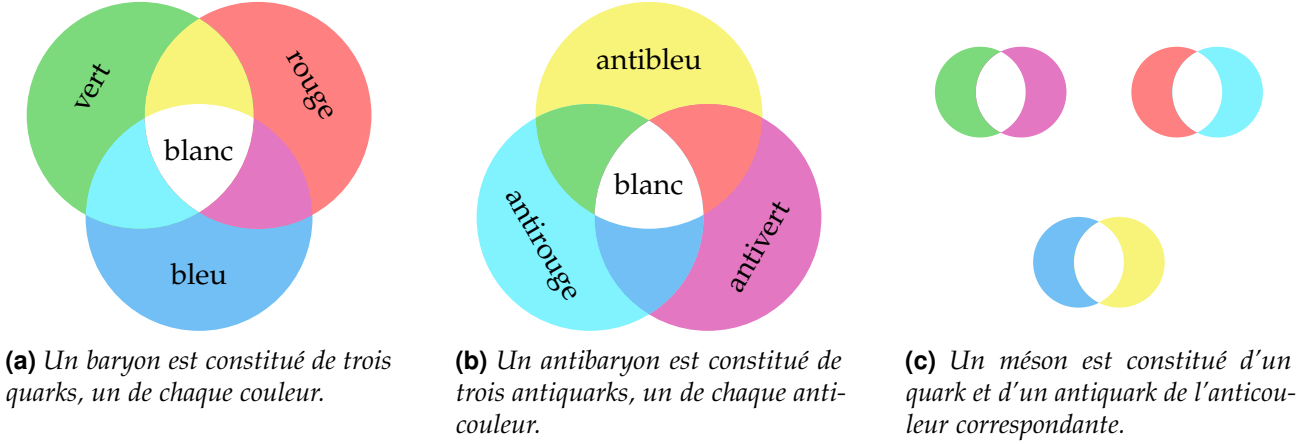 vert
rouge
blanc
bleu
(a) Un baryon est constitué de trois
quarks, un de chaque couleur.
antibleu
blanc
antirouge
antivert
(b) Un antibaryon est constitué de
trois antiquarks, un de chaque anti-
couleur.
(c) Un méson est constitué d'un
quark et d'un antiquark de l'anticou-
leur correspondante.